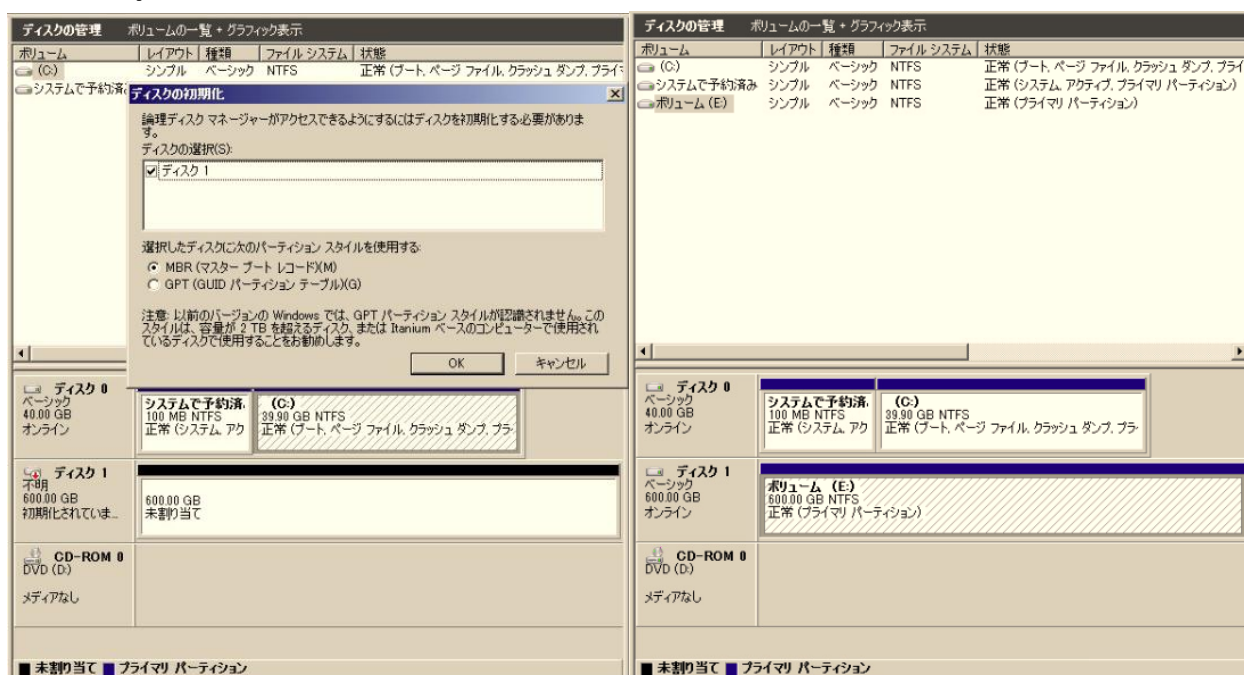 ディスクの管理 ボリュームの一覧 + グラフィック表示
ボリューム レイアウト 種類 ファイル システム 状態
(C:) シンプル ベーシック NTFS 正常 (ブート, ページ ファイル, クラッシュ ダンプ, プライ
システムで予約済
ディスクの初期化
論理ディスク マネージャーがアクセスできるようにするにはディスクを初期化する必要がありま
す。
ディスクの選択(S):
ディスク 1
選択したディスクに次のパーティション スタイルを使用する:
MBR (マスター ブート レコード)(M)
GPT (GUID パーティション テーブル)(G)
注意: 以前のバージョンの Windows では、GPT パーティション スタイルが認識されません。この
スタイルは、容量が 2 TB を超えるディスク、または Itanium ベースのコンピューターで使用され
ているディスクで使用することをお勧めします。
OK キャンセル
ディスク 0
ベーシック
40.00 GB
オンライン
システムで予約済.
100 MB NTFS
正常 (システム, アク
(C:)
39.90 GB NTFS
正常 (ブート, ページ ファイル, クラッシュ ダンプ, プラ
ディスク 1
不明
600.00 GB
初期化されていま...
600.00 GB
未割り当て
CD-ROM 0
DVD (D:)
メディアなし
未割り当て プライマリ パーティション
ディスクの管理 ボリュームの一覧 + グラフィック表示
ボリューム レイアウト 種類 ファイル システム 状態
(C:) シンプル ベーシック NTFS 正常 (ブート, ページ ファイル, クラッシュ ダンプ, プライ
システムで予約済み シンプル ベーシック NTFS 正常 (システム, アクティブ, プライマリ パーティション)
ボリューム (E:) シンプル ベーシック NTFS 正常 (プライマリ パーティション)
ディスク 0
ベーシック
40.00 GB
オンライン
システムで予約済.
100 MB NTFS
正常 (システム, アク
(C:)
39.90 GB NTFS
正常 (ブート, ページ ファイル, クラッシュ ダンプ, プラ
ディスク 1
ベーシック
600.00 GB
オンライン
ボリューム (E:)
600.00 GB NTFS
正常 (プライマリ パーティション)
CD-ROM 0
DVD (D:)
メディアなし
未割り当て プライマリ パーティション